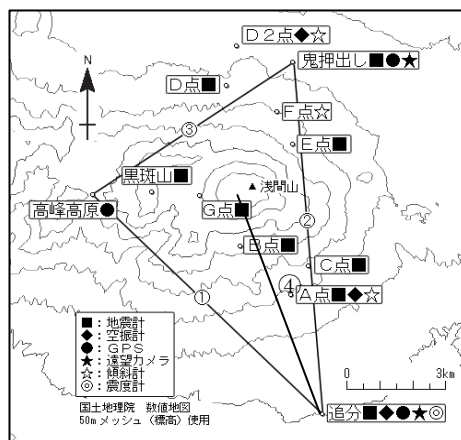 D2点◆☆
鬼押出し■●★
D点■
N
F点☆
③
E点■
黒斑山■
▲浅間山
高峰高原●
G点■
②
B点■
C点■
④
A点■◆☆
①
■：地震計
◆：空振計
●：GPS
★：遠望カメラ
☆：傾斜計
◎：震度計
国土地理院 数値地図
50mメッシュ（標高）使用
0 3km
追分■◆●★◎